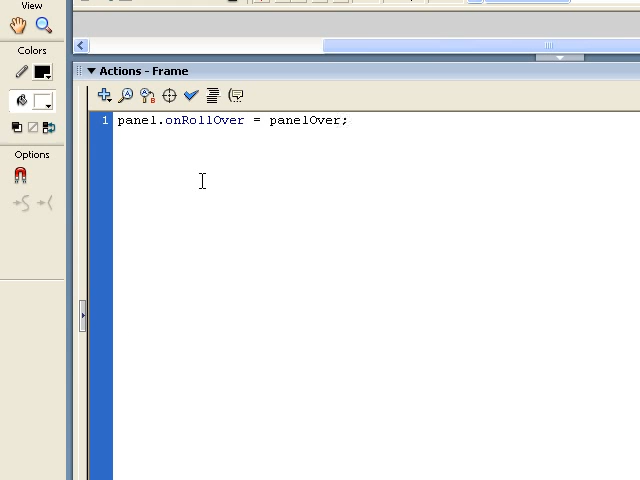 View
Colors
Actions - Frame
1 panel.onRollOver = panelOver;
Options